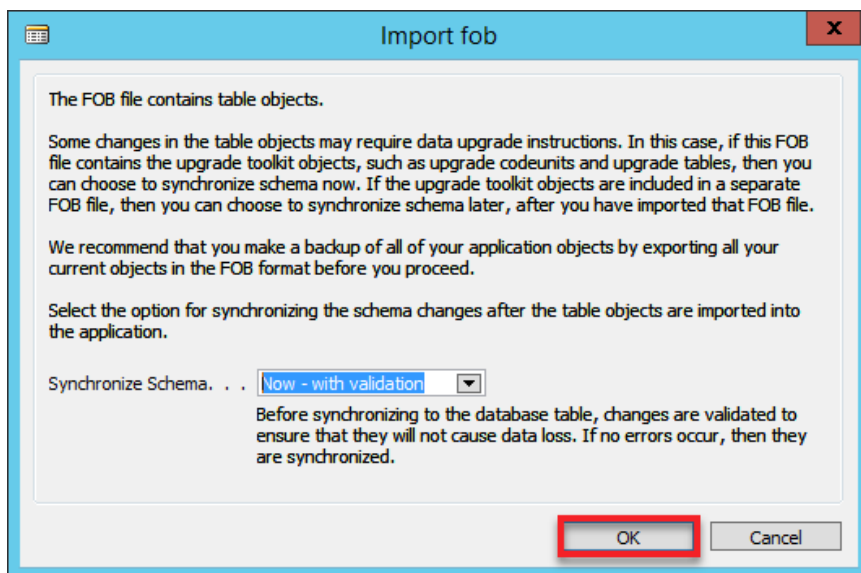 Import fob
x
The FOB file contains table objects.
Some changes in the table objects may require data upgrade instructions. In this case, if this FOB
file contains the upgrade toolkit objects, such as upgrade codeunits and upgrade tables, then you
can choose to synchronize schema now. If the upgrade toolkit objects are included in a separate
FOB file, then you can choose to synchronize schema later, after you have imported that FOB file.
We recommend that you make a backup of all of your application objects by exporting all your
current objects in the FOB format before you proceed.
Select the option for synchronizing the schema changes after the table objects are imported into
the application.
Synchronize Schema. . . Now - with validation
Before synchronizing to the database table, changes are validated to
ensure that they will not cause data loss. If no errors occur, then they
are synchronized.
OK Cancel